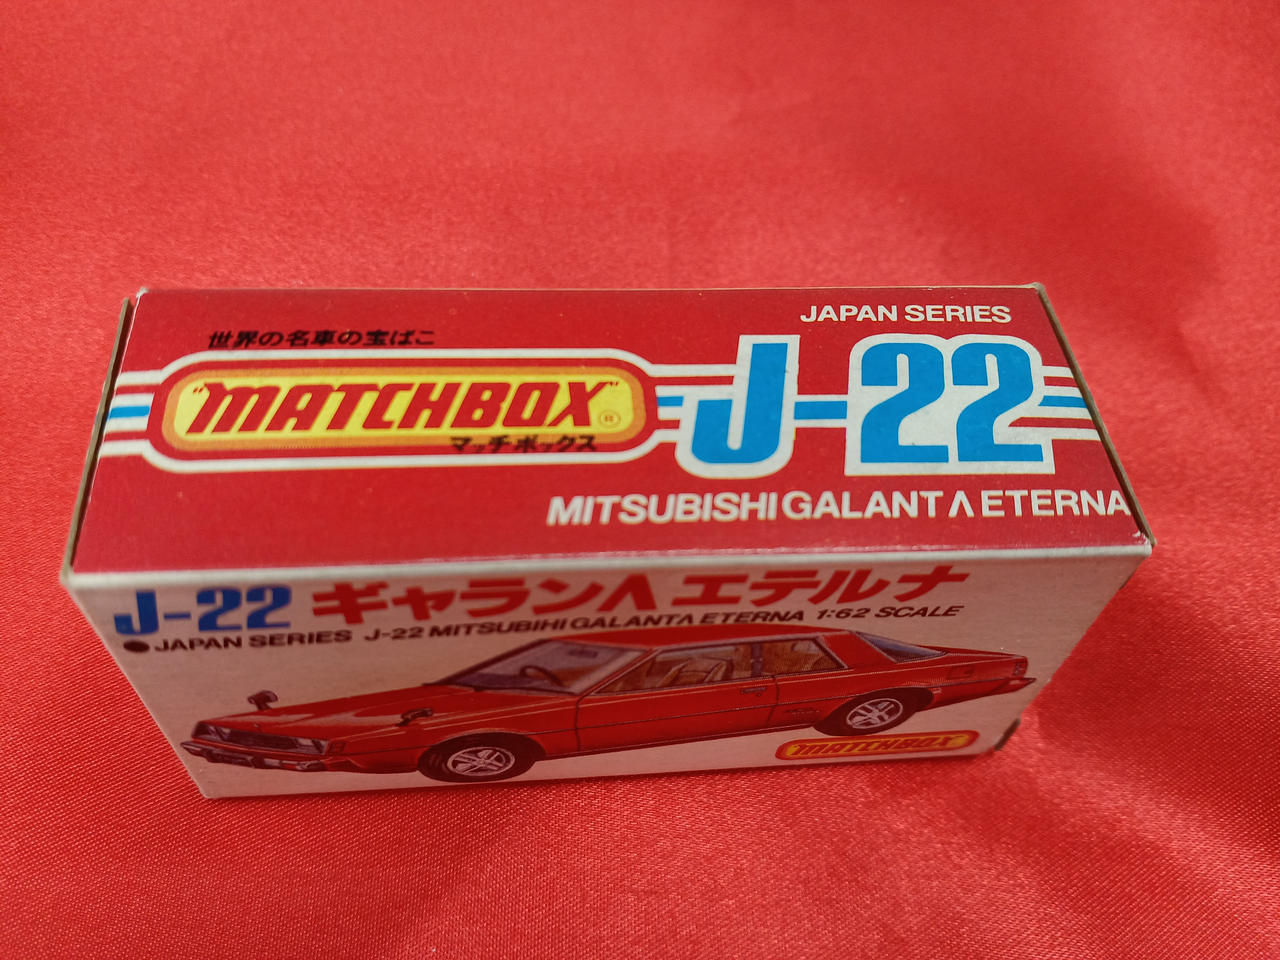 JAPAN SERIES
世界の名車の宝ばこ
"MATCHBOX"®
マッチボックス
J-22
MITSUBISHI GALANT Λ ETERNA
J-22 ギャランΛ エテルナ
●JAPAN SERIES J-22 MITSUBIHI GALANTΛ ETERNA 1:62 SCALE
"MATCHBOX"